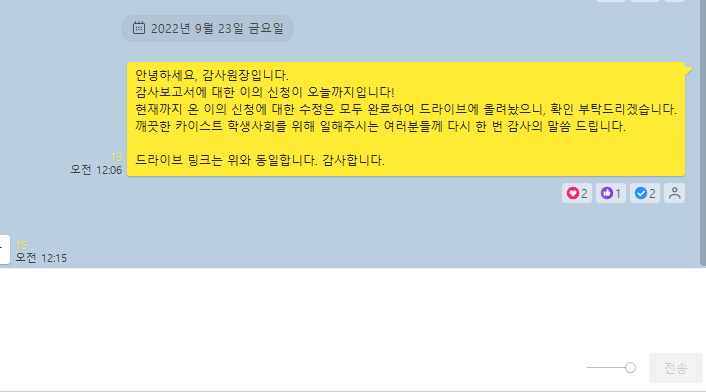 2022년 9월 23일 금요일
안녕하세요, 감사원장입니다.
감사보고서에 대한 이의 신청이 오늘까지입니다!
현재까지 온 이의 신청에 대한 수정은 모두 완료하여 드라이브에 올려놨으니, 확인 부탁드리겠습니다.
깨끗한 카이스트 학생사회를 위해 일해주시는 여러분들께 다시 한 번 감사의 말씀 드립니다.
드라이브 링크는 위와 동일합니다. 감사합니다.
13
오전 12:06
2 1 2
15
오전 12:15
전송